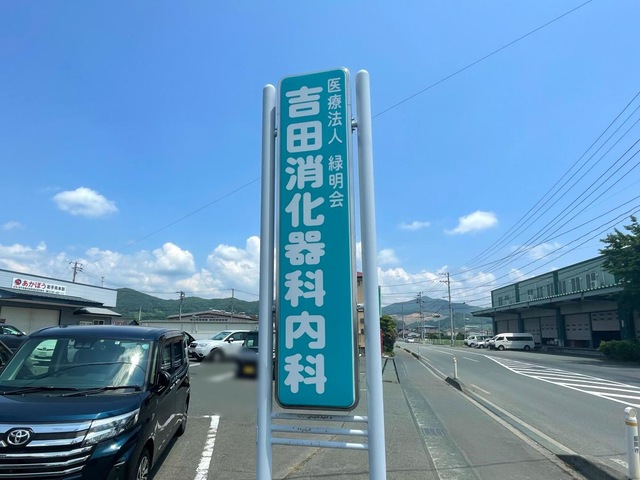 医療法人 緑明会
吉田消化器科内科
あかぼう